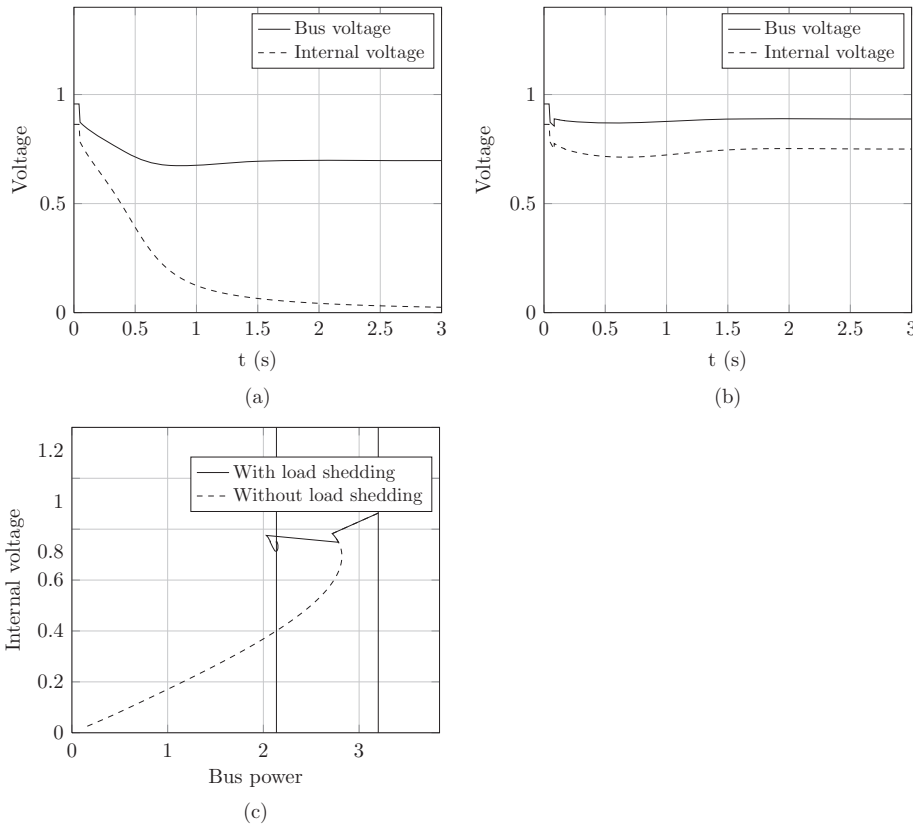 Bus voltage
Internal voltage
1
0.5
0
Voltage
0 0.5 1 1.5 2 2.5 3
t (s)
(a)
Bus voltage
Internal voltage
1
0.5
0
Voltage
0 0.5 1 1.5 2 2.5 3
t (s)
(b)
With load shedding
Without load shedding
1.2
1
0.8
0.6
0.4
0.2
0
Internal voltage
0 1 2 3
Bus power
(c)